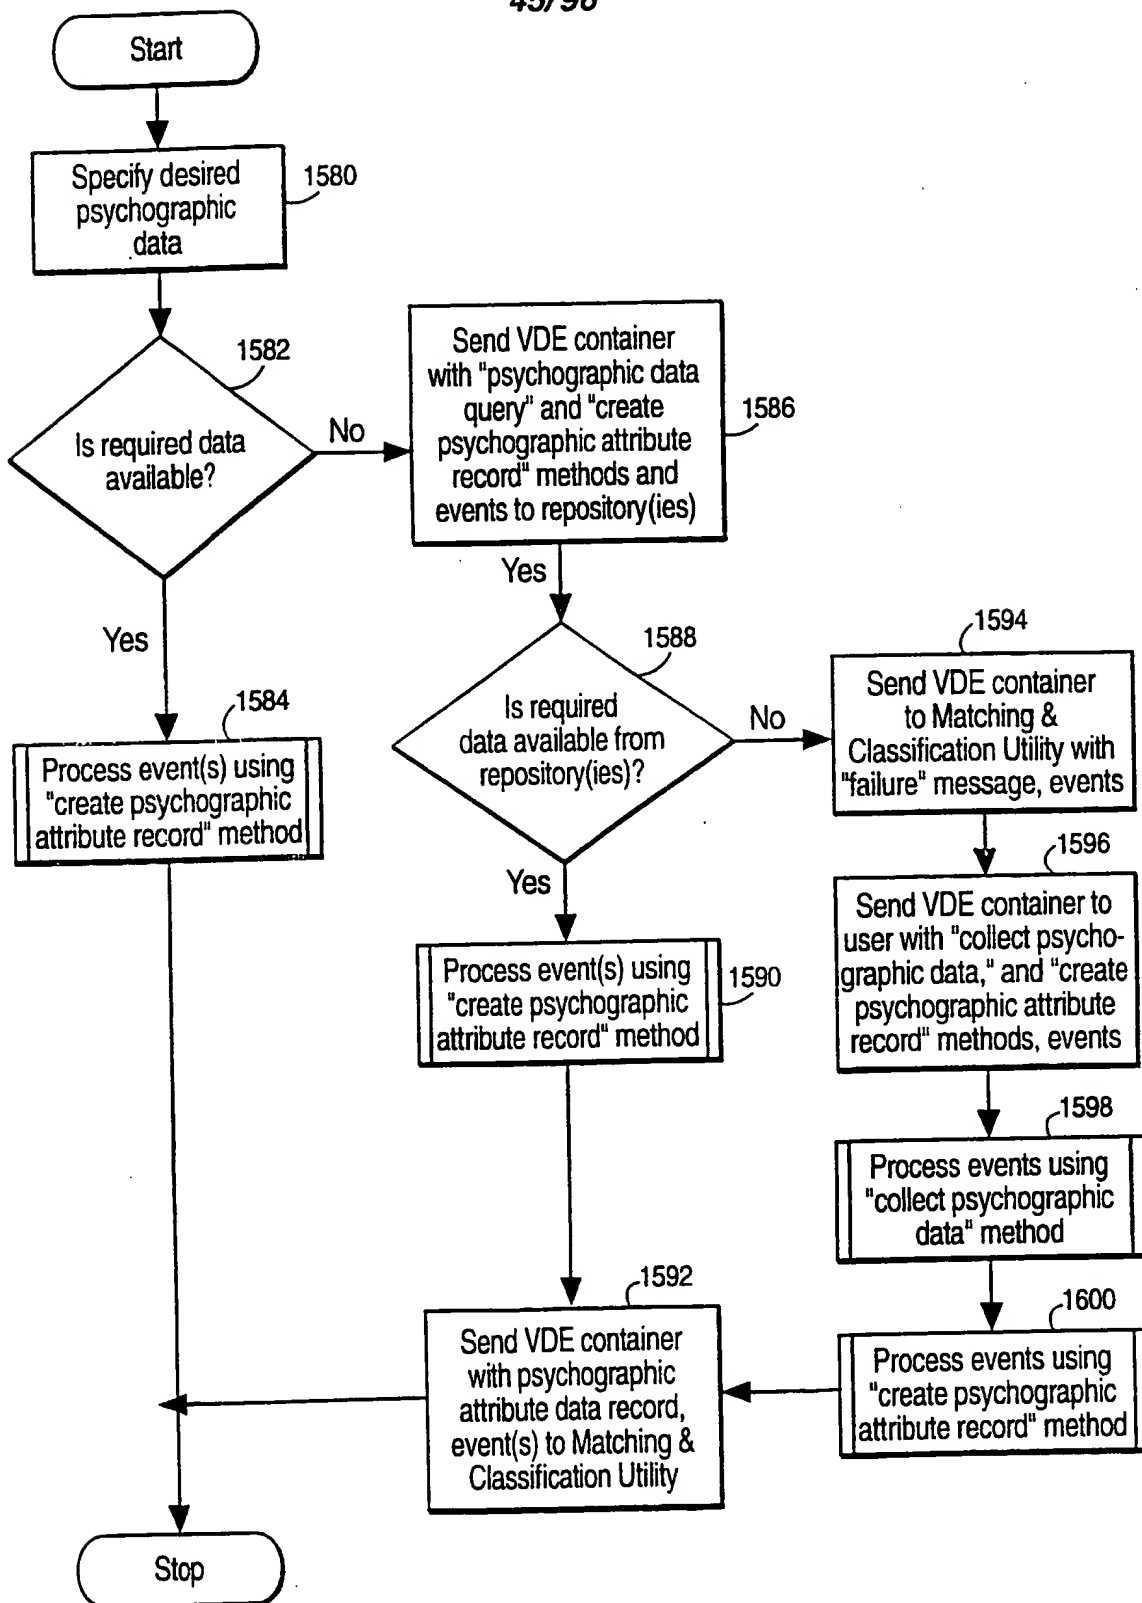 45/96
Start
Specify desired
psychographic
data
1580
Is required data
available?
1582
No
Yes
Send VDE container
with "psychographic data
query" and "create
psychographic attribute
record" methods and
events to repository(ies)
1586
Yes
1584
Process event(s) using
"create psychographic
attribute record" method
Is required
data available from
repository(ies)?
1588
No
Yes
1594
Send VDE container
to Matching &
Classification Utility with
"failure" message, events
1596
Send VDE container to
user with "collect psycho-
graphic data," and "create
psychographic attribute
record" methods, events
Process event(s) using
"create psychographic
attribute record" method
1590
1598
Process events using
"collect psychographic
data" method
1592
Send VDE container
with psychographic
attribute data record,
event(s) to Matching &
Classification Utility
1600
Process events using
"create psychographic
attribute record" method
Stop